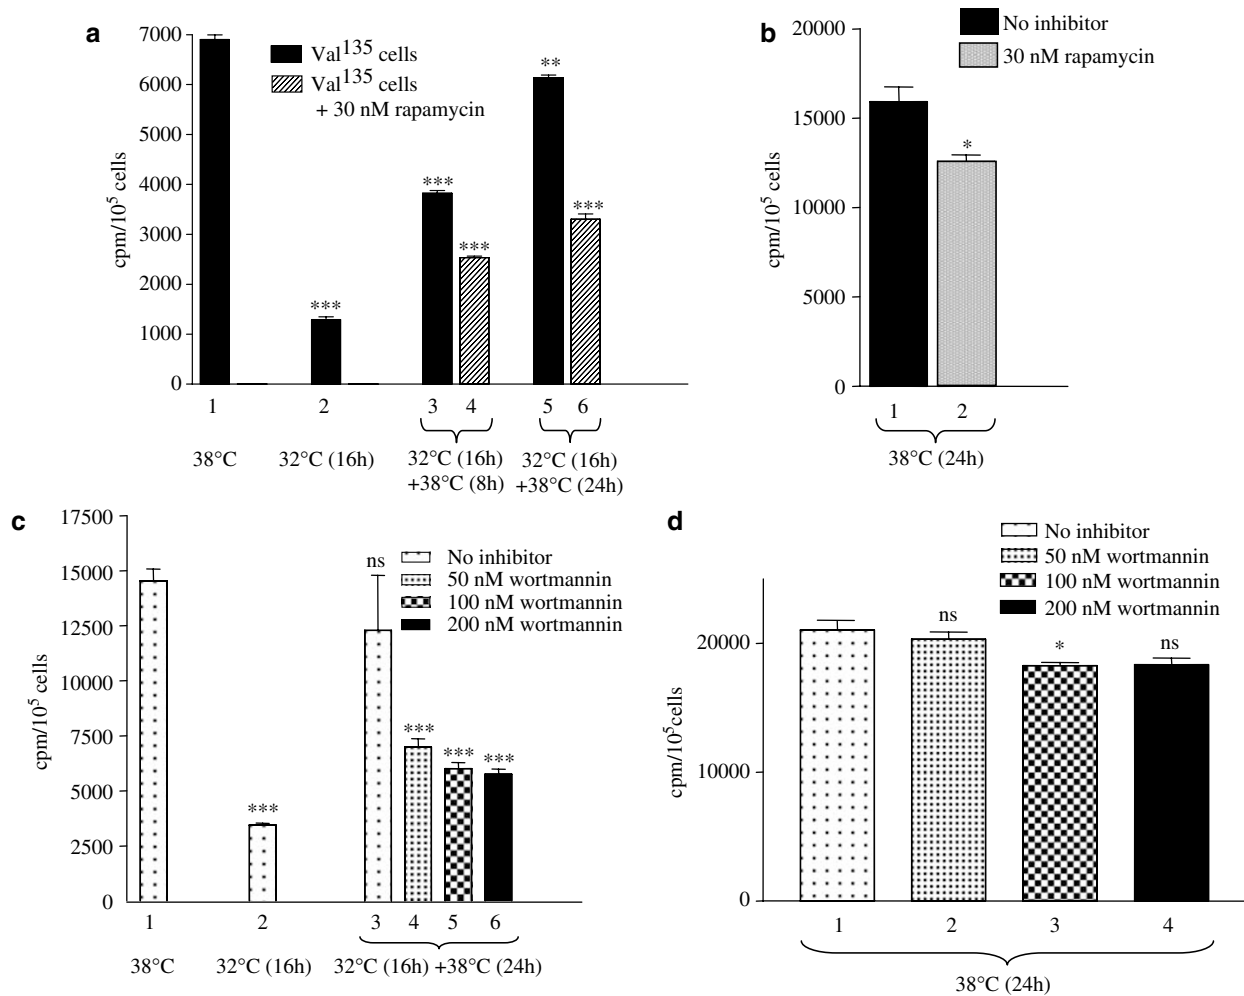 a
7000
6000
5000
4000
3000
2000
1000
0
cpm/10⁵ cells
Val¹³⁵ cells
Val¹³⁵ cells
+ 30 nM rapamycin
***
***
***
**
***
1
2
3
4
5
6
38°C
32°C (16h)
32°C (16h)
+38°C (8h)
32°C (16h)
+38°C (24h)
b
20000
15000
10000
5000
0
cpm/10⁵ cells
No inhibitor
30 nM rapamycin
*
1
2
38°C (24h)
c
17500
15000
12500
10000
7500
5000
2500
0
cpm/10⁵ cells
No inhibitor
50 nM wortmannin
100 nM wortmannin
200 nM wortmannin
***
ns
***
***
***
1
2
3
4
5
6
38°C
32°C (16h)
32°C (16h) +38°C (24h)
d
20000
10000
0
cpm/10⁵cells
No inhibitor
50 nM wortmannin
100 nM wortmannin
200 nM wortmannin
ns
*
ns
1
2
3
4
38°C (24h)